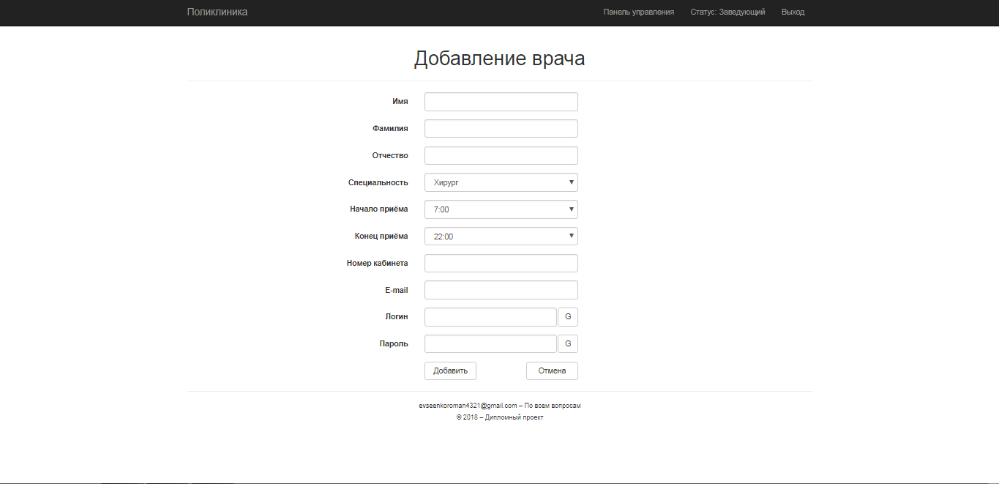 Поликлиника Панель управления Статус: Заведующий Выход
Добавление врача
Имя
Фамилия
Отчество
Специальность Хирург
Начало приёма 7:00
Конец приёма 22:00
Номер кабинета
E-mail
Логин G
Пароль G
Добавить Отмена
evseenkoroman4321@gmail.com – По всем вопросам
© 2018 – Дипломный проект